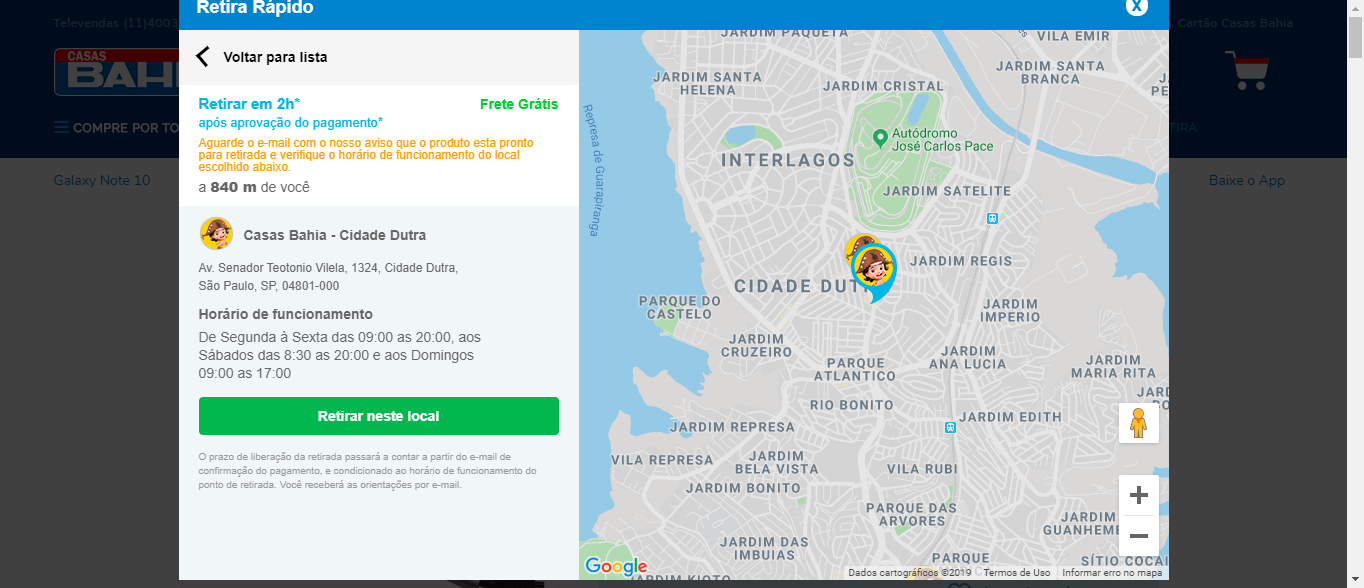 Televendas (11)4003
Cartão Casas Bahia
CASAS
BAHI
COMPRE POR TO
TIRA
Galaxy Note 10
Baixe o App
Retira Rápido
X
Voltar para lista
Retirar em 2h*
Frete Grátis
após aprovação do pagamento*
Aguarde o e-mail com o nosso aviso que o produto esta pronto
para retirada e verifique o horário de funcionamento do local
escolhido abaixo.
a 840 m de você
Casas Bahia - Cidade Dutra
Av. Senador Teotonio Vilela, 1324, Cidade Dutra,
São Paulo, SP, 04801-000
Horário de funcionamento
De Segunda à Sexta das 09:00 as 20:00, aos
Sábados das 8:30 as 20:00 e aos Domingos
09:00 as 17:00
Retirar neste local
O prazo de liberação da retirada passará a contar a partir do e-mail de
confirmação do pagamento, e condicionado ao horário de funcionamento do
ponto de retirada. Você receberá as orientações por e-mail.
JARDIM PAQUETA
VILA EMIR
JARDIM SANTA
HELENA
JARDIM CRISTAL
JARDIM SANTA
BRANCA
Represa de Guarapiranga
Autódromo
José Carlos Pace
INTERLAGOS
JARDIM SATELITE
JARDIM REGIS
CIDADE DUT
PARQUE DO
CASTELO
JARDIM
IMPERIO
JARDIM
CRUZEIRO
JARDIM
ANA LUCIA
PARQUE
ATLANTICO
JARDIM
MARIA RITA
RIO BONITO
JARDIM EDITH
JARDIM REPRESA
VILA REPRESA
JARDIM
BELA VISTA
VILA RUBI
JARDIM BONITO
PARQUE DAS
ARVORES
JARDIM
GUANHEM
JARDIM DAS
IMBUIAS
PARQUE
SÍTIO COCAI
JARDIM KIOTO
Google
Dados cartográficos ©2019
Termos de Uso
Informar erro no mapa